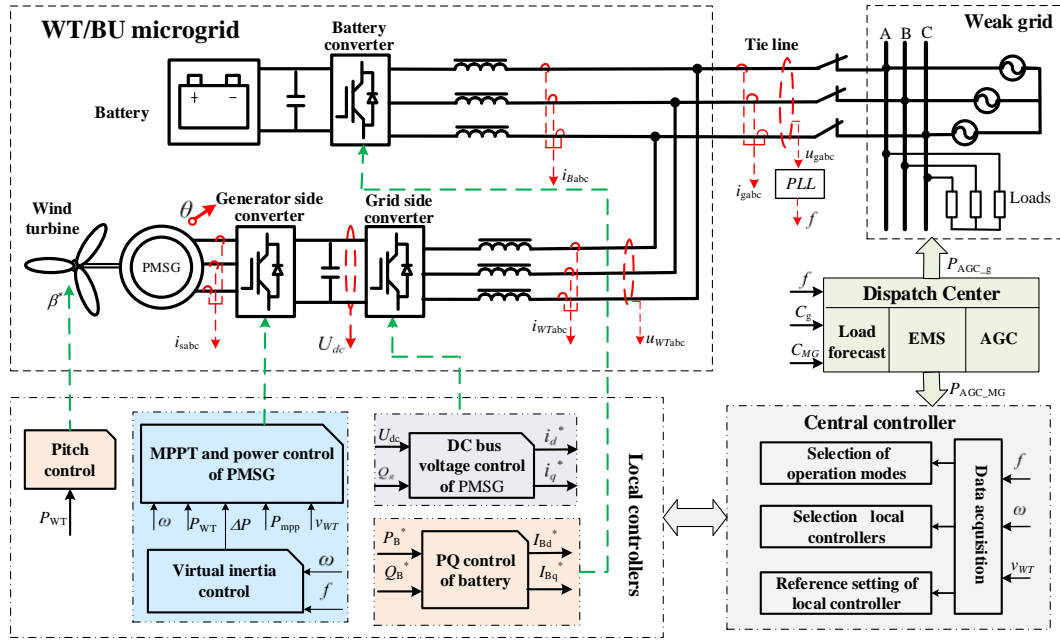 WT/BU microgrid
Battery
converter
Tie line
Weak grid
A
B
C
Battery
+
-
i_Babc
i_gabc
u_gabc
PLL
f
Loads
Wind
turbine
θ
Generator side
converter
Grid side
converter
PMSG
β*
i_sabc
U_dc
i_WTabc
u_WTabc
P_AGC_g
f
C_g
C_MG
Dispatch Center
Load
forecast
EMS
AGC
P_AGC_MG
Pitch
control
P_WT
MPPT and power control
of PMSG
ω
P_WT
ΔP
P_mpp
v_WT
Virtual inertia
control
ω
f
U_dc
Q_g
DC bus
voltage control
of PMSG
i_d*
i_q*
P_B*
Q_B*
PQ control
of battery
I_Bd*
I_Bq*
Local controllers
Central controller
Selection of
operation modes
Selection local
controllers
Reference setting of
local controller
Data acquisition
f
ω
v_WT